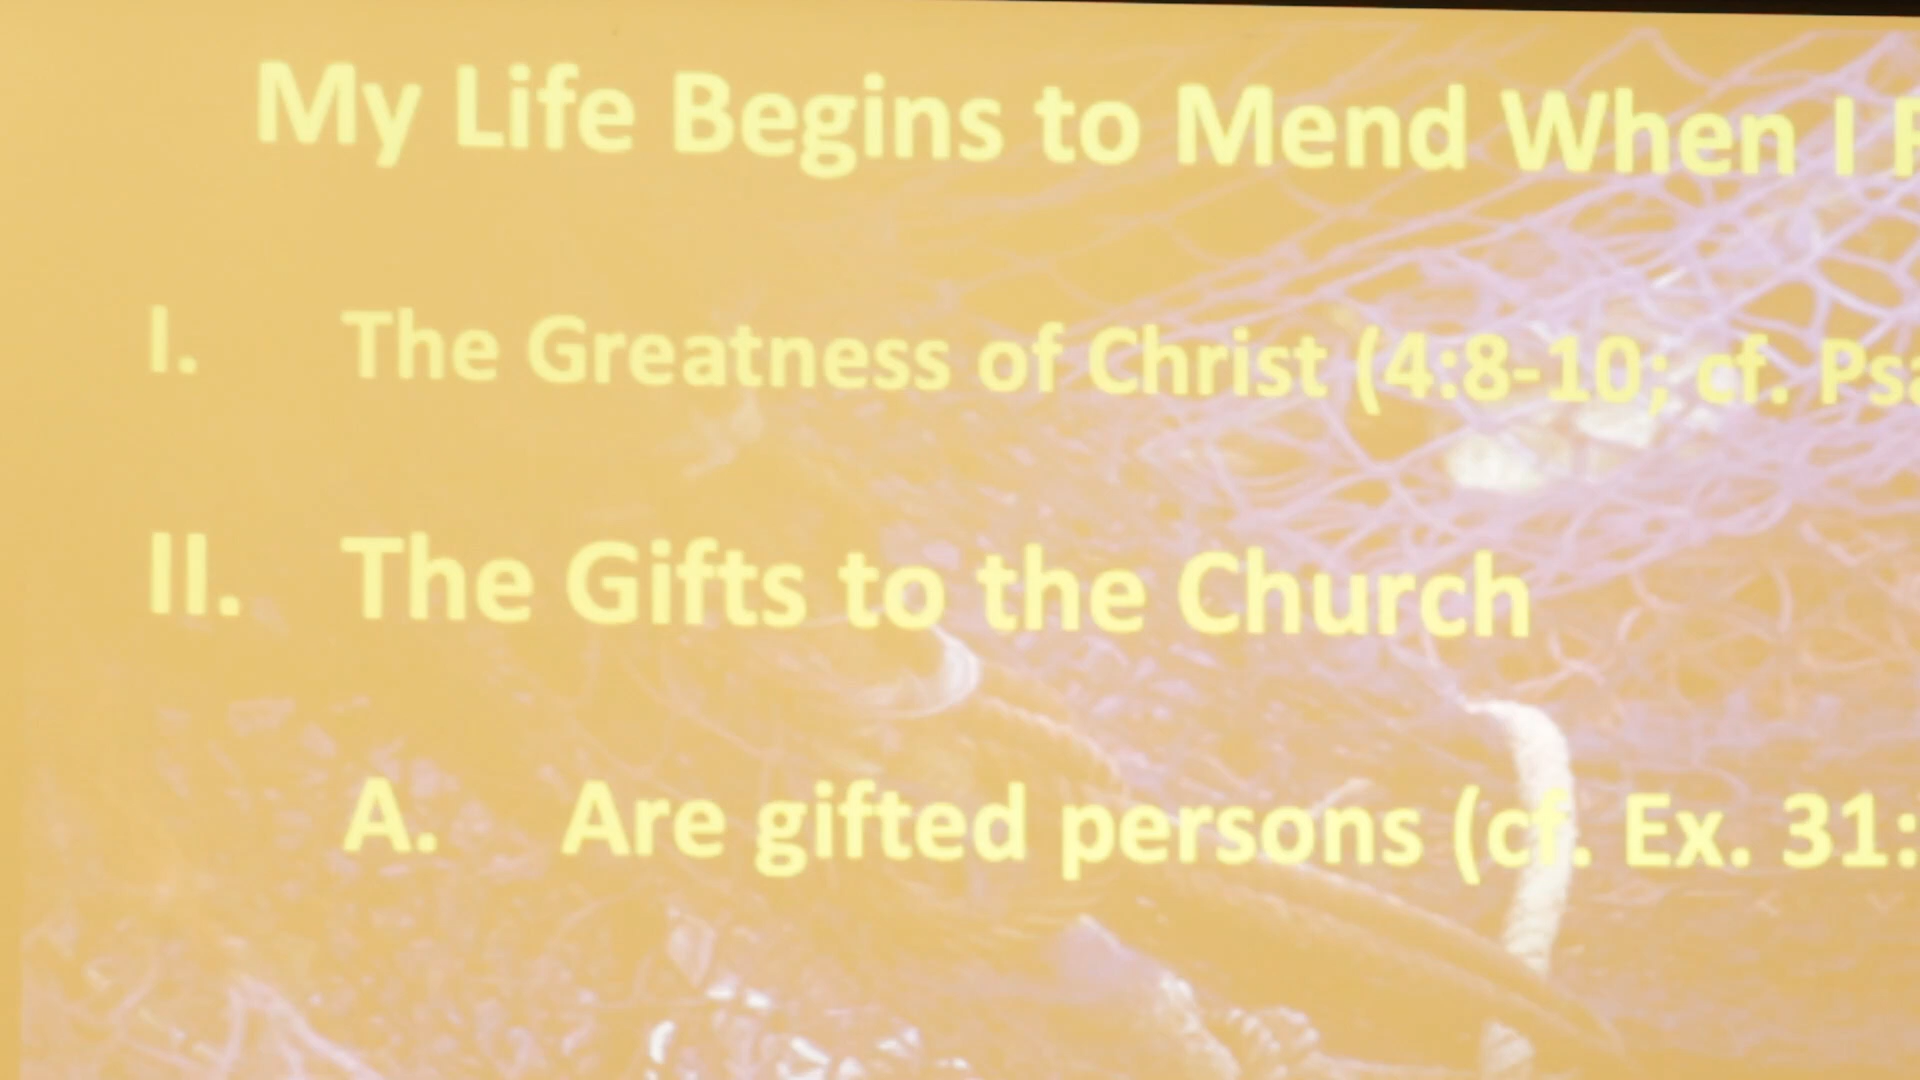 My Life Begins to Mend When I
I. The Greatness of Christ (4:8-10; cf.
II. The Gifts to the Church
A. Are gifted persons (cf. Ex. 31: